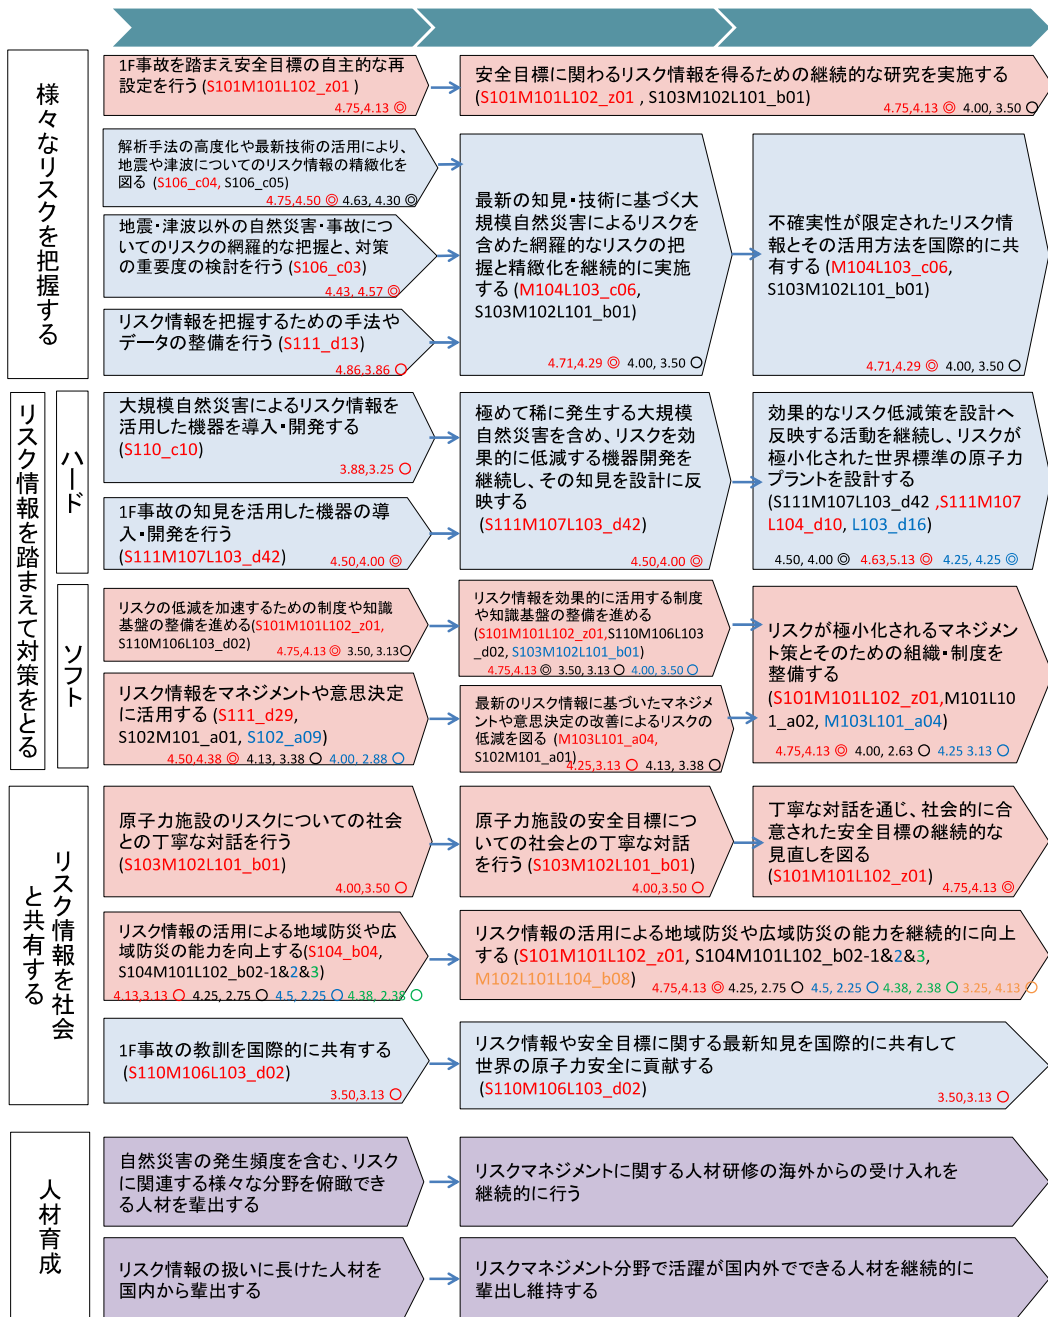 様々なリスクを把握する
1F事故を踏まえ安全目標の自主的な再
設定を行う(S101M101L102_z01 )
4.75,4.13 ◎
安全目標に関わるリスク情報を得るための継続的な研究を実施する
(S101M101L102_z01 , S103M102L101_b01)
4.75,4.13 ◎ 4.00, 3.50 ○
解析手法の高度化や最新技術の活用により、
地震や津波についてのリスク情報の精緻化を
図る (S106_c04, S106_c05)
4.75,4.50 ◎ 4.63, 4.30 ◎
地震・津波以外の自然災害・事故につ
いてのリスクの網羅的な把握と、対策
の重要度の検討を行う (S106_c03)
4.43, 4.57 ◎
リスク情報を把握するための手法や
データの整備を行う (S111_d13)
4.86,3.86 ○
最新の知見・技術に基づく大
規模自然災害によるリスクを
含めた網羅的なリスクの把
握と精緻化を継続的に実施
する (M104L103_c06,
S103M102L101_b01)
4.71,4.29 ◎ 4.00, 3.50 ○
不確実性が限定されたリスク情
報とその活用方法を国際的に共
有する (M104L103_c06,
S103M102L101_b01)
4.71,4.29 ◎ 4.00, 3.50 ○
リスク情報を踏まえて対策をとる
ハード
大規模自然災害によるリスク情報を
活用した機器を導入・開発する
(S110_c10)
3.88,3.25 ○
1F事故の知見を活用した機器の導
入・開発を行う
(S111M107L103_d42)
4.50,4.00 ◎
極めて稀に発生する大規模
自然災害を含め、リスクを効
果的に低減する機器開発を
継続し、その知見を設計に反
映する
(S111M107L103_d42)
4.50,4.00 ◎
効果的なリスク低減策を設計へ
反映する活動を継続し、リスクが
極小化された世界標準の原子力
プラントを設計する
(S111M107L103_d42 ,S111M107
L104_d10, L103_d16)
4.50, 4.00 ◎ 4.63,5.13 ◎ 4.25, 4.25 ◎
ソフト
リスクの低減を加速するための制度や知識
基盤の整備を進める(S101M101L102_z01,
S110M106L103_d02)
4.75,4.13 ◎ 3.50, 3.13○
リスク情報をマネジメントや意思決定
に活用する (S111_d29,
S102M101_a01, S102_a09)
4.50,4.38 ◎ 4.13, 3.38 ○ 4.00, 2.88 ○
リスク情報を効果的に活用する制度
や知識基盤の整備を進める
(S101M101L102_z01,S110M106L103
_d02, S103M102L101_b01)
4.75,4.13 ◎ 3.50, 3.13 ○ 4.00, 3.50 ○
最新のリスク情報に基づいたマネジメ
ントや意思決定の改善によるリスクの
低減を図る (M103L101_a04,
S102M101_a01)
4.25,3.13 ○ 4.13, 3.38 ○
リスクが極小化されるマネジメント
策とそのための組織・制度を
整備する
(S101M101L102_z01,M101L1
01_a02, M103L101_a04)
4.75,4.13 ◎ 4.00, 2.63 ○ 4.25 3.13 ○
リスク情報を社会
と共有する
原子力施設のリスクについての社会
との丁寧な対話を行う
(S103M102L101_b01)
4.00,3.50 ○
原子力施設の安全目標につ
いての社会との丁寧な対話
を行う (S103M102L101_b01)
4.00,3.50 ○
丁寧な対話を通じ、社会的に合
意された安全目標の継続的な
見直しを図る
(S101M101L102_z01)
4.75,4.13 ◎
リスク情報の活用による地域防災や広
域防災の能力を向上する(S104_b04,
S104M101L102_b02-1&2&3)
4.13,3.13 ○ 4.25, 2.75 ○ 4.5, 2.25 ○ 4.38, 2.38 ○
リスク情報の活用による地域防災や広域防災の能力を継続的に向上
する (S101M101L102_z01, S104M101L102_b02-1&2&3,
M102L101L104_b08)
4.75,4.13 ◎ 4.25, 2.75 ○ 4.5, 2.25 ○ 4.38, 2.38 ○ 3.25, 4.13 ○
1F事故の教訓を国際的に共有する
(S110M106L103_d02)
3.50,3.13 ○
リスク情報や安全目標に関する最新知見を国際的に共有して
世界の原子力安全に貢献する
(S110M106L103_d02)
3.50,3.13 ○
人材育成
自然災害の発生頻度を含む、リスク
に関連する様々な分野を俯瞰でき
る人材を輩出する
リスクマネジメントに関する人材研修の海外からの受け入れを
継続的に行う
リスク情報の扱いに長けた人材を
国内から輩出する
リスクマネジメント分野で活躍が国内外でできる人材を継続的に
輩出し維持する